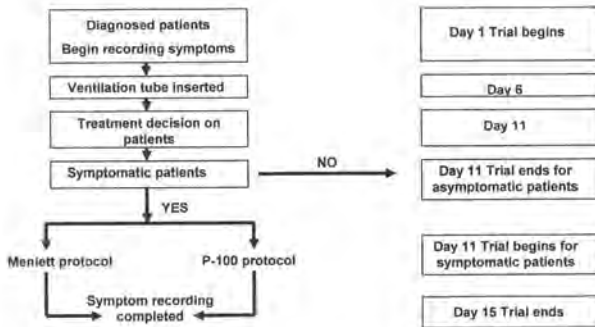 Diagnosed patients
Begin recording symptoms
Ventilation tube inserted
Treatment decision on
patients
Symptomatic patients
NO
YES
Meniett protocol
P-100 protocol
Symptom recording
completed
Day 1 Trial begins
Day 6
Day 11
Day 11 Trial ends for
asymptomatic patients
Day 11 Trial begins for
symptomatic patients
Day 15 Trial ends